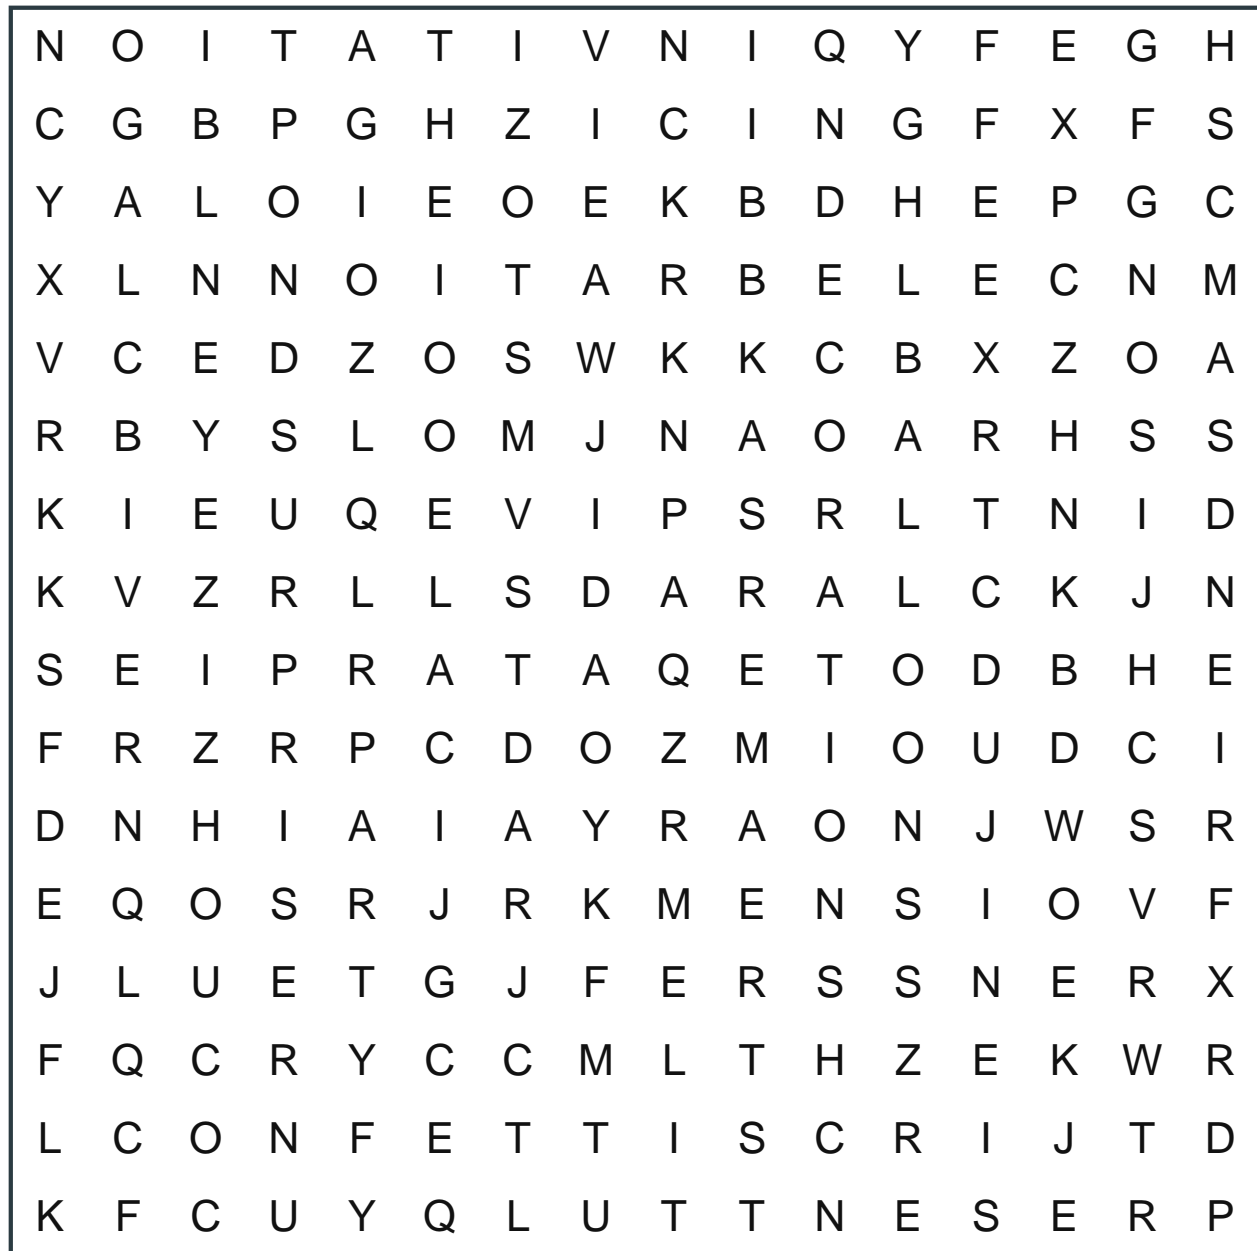 N O I T A T I V N I Q Y F E G H
C G B P G H Z I C I N G F X F S
Y A L O I E O E K B D H E P G C
X L N N O I T A R B E L E C N M
V C E D Z O S W K K C B X Z O A
R B Y S L O M J N A O A R H S S
K I E U Q E V I P S R L T N I D
K V Z R L L S D A R A L C K J N
S E I P R A T A Q E T O D B H E
F R Z R P C D O Z M I O U D C I
D N H I A I A Y R A O N J W S R
E Q O S R J R K M E N S I O V F
J L U E T G J F E R S S N E R X
F Q C R Y C C M L T H Z E K W R
L C O N F E T T I S C R I J T D
K F C U Y Q L U T T N E S E R P